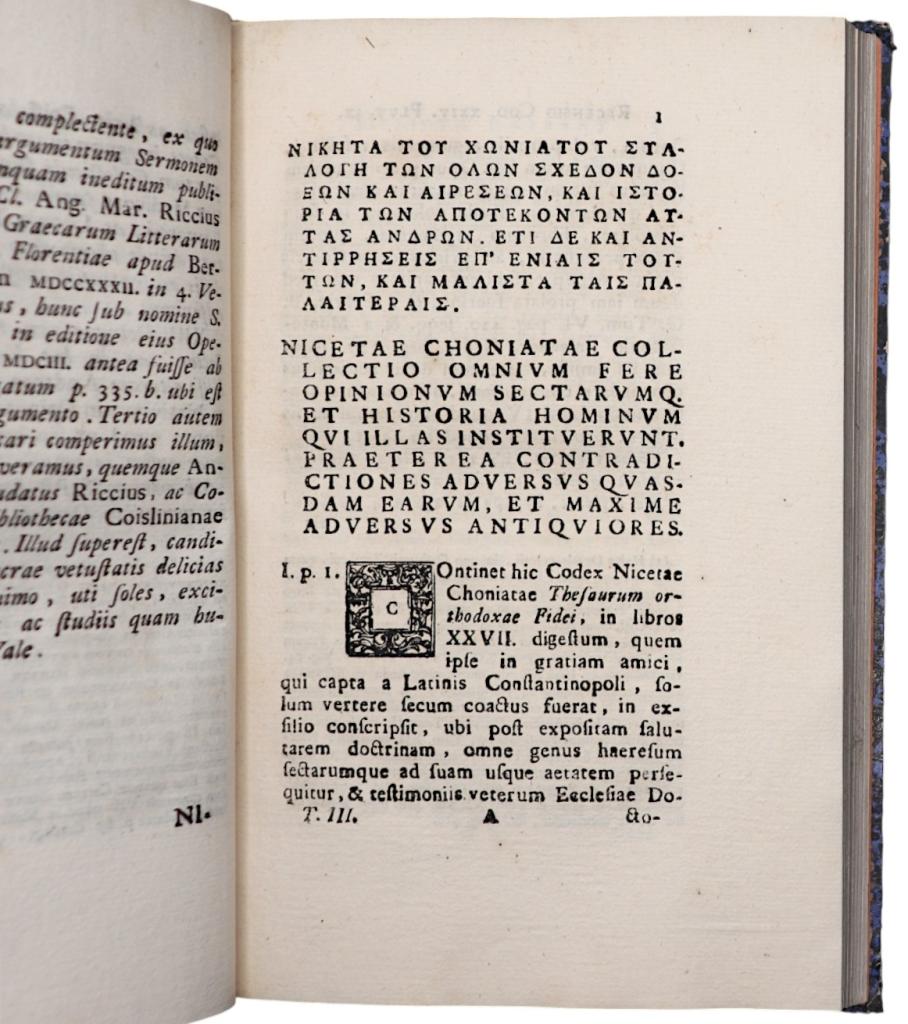 complectente, ex quo
argumentum Sermonem
nquam ineditum publi-
Cl. Ang. Mar. Riccius
Graecarum Litterarum
Florentiae apud Ber-
MDCCXXXII. in 4. Ve-
s, hunc sub nomine S.
in editione eius Ope-
MDCIII. antea fuisse ab
atum p. 335. b. ubi est
gumento. Tertio autem
cari comperimus illum,
veramus, quemque An-
udatus Riccius, ac Co-
bliothecae Coislinianae
. Illud superest, candi-
crae vetustatis delicias
nimo, uti soles, exci-
ac studiis quam hu-
Vale.
NI-
1
ΝΙΚΗΤΑ ΤΟΥ ΧΩΝΙΑΤΟΥ ΣΥΛ-
ΛΟΓΗ ΤΩΝ ΟΛΩΝ ΣΧΕΔΟΝ ΔΟ-
ΞΩΝ ΚΑΙ ΑΙΡΕΣΕΩΝ, ΚΑΙ ΙΣΤΟ-
ΡΙΑ ΤΩΝ ΑΠΟΤΕΚΟΝΤΩΝ ΑΥ-
ΤΑΣ ΑΝΔΡΩΝ. ΕΤΙ ΔΕ ΚΑΙ ΑΝ-
ΤΙΡΡΗΣΕΙΣ ΕΠ' ΕΝΙΑΙΣ ΤΟΥ-
ΤΩΝ, ΚΑΙ ΜΑΛΙΣΤΑ ΤΑΙΣ ΠΑ-
ΛΑΙΤΕΡΑΙΣ.
NICETAE CHONIATAE COL-
LECTIO OMNIVM FERE
OPINIONVM SECTARVMQ.
ET HISTORIA HOMINVM
QVI ILLAS INSTITVERVNT.
PRAETEREA CONTRADI-
CTIONES ADVERSVS QVAS-
DAM EARVM, ET MAXIME
ADVERSVS ANTIQVIORES.
I. p. 1. COntinet hic Codex Nicetae
Choniatae Thesaurum or-
thodoxae Fidei, in libros
XXVII. digestum, quem
ipse in gratiam amici,
qui capta a Latinis Constantinopoli, so-
lum vertere secum coactus fuerat, in ex-
silio conscripsit, ubi post expositam salu-
tarem doctrinam, omne genus haeresum
sectarumque ad suam usque aetatem perse-
quitur, & testimoniis veterum Ecclesiae Do-
T. III. A cto-